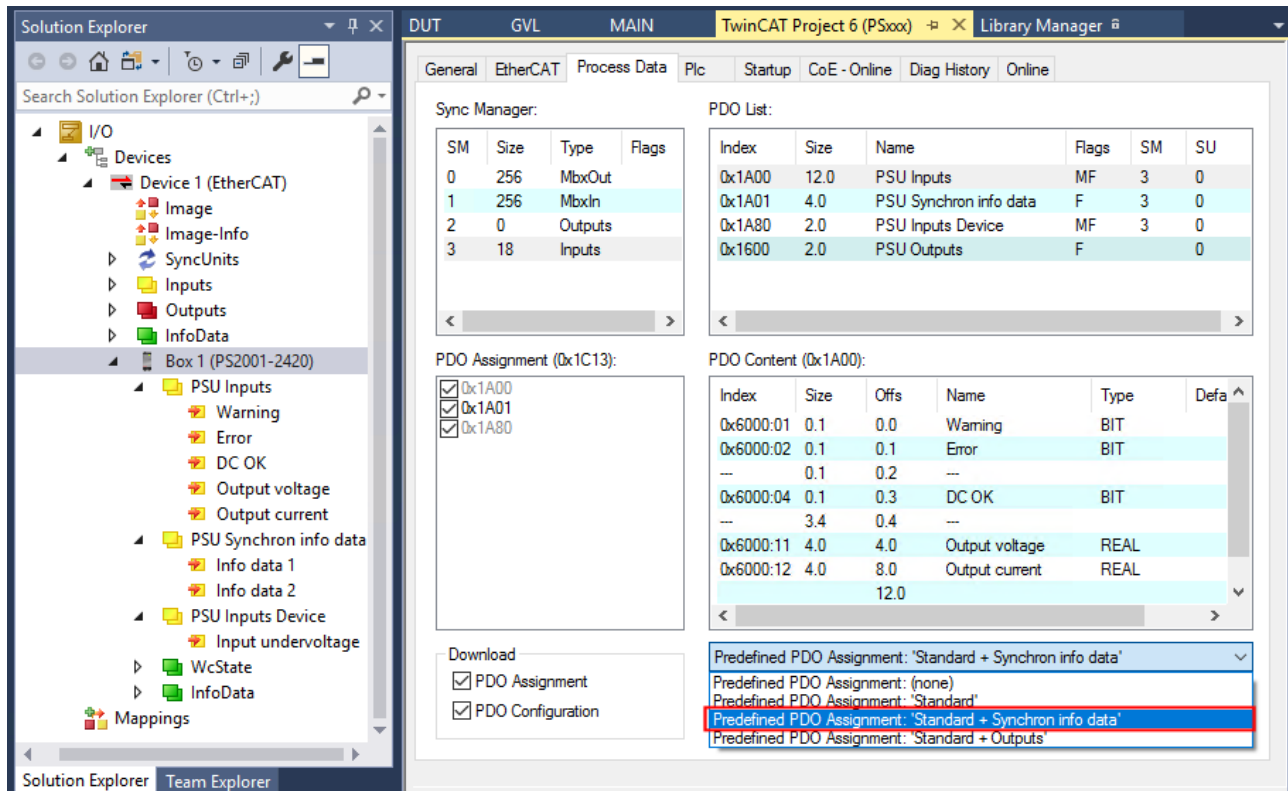 Solution Explorer
Search Solution Explorer (Ctrl+;)
I/O
Devices
Device 1 (EtherCAT)
Image
Image-Info
SyncUnits
Inputs
Outputs
InfoData
Box 1 (PS2001-2420)
PSU Inputs
Warning
Error
DC OK
Output voltage
Output current
PSU Synchron info data
Info data 1
Info data 2
PSU Inputs Device
Input undervoltage
WcState
InfoData
Mappings
Solution Explorer Team Explorer
DUT GVL MAIN TwinCAT Project 6 (PSxxx) Library Manager
General EtherCAT Process Data Plc Startup CoE - Online Diag History Online
Sync Manager:
SM Size Type Flags
0 256 MbxOut
1 256 MbxIn
2 0 Outputs
3 18 Inputs
PDO List:
Index Size Name Flags SM SU
0x1A00 12.0 PSU Inputs MF 3 0
0x1A01 4.0 PSU Synchron info data F 3 0
0x1A80 2.0 PSU Inputs Device MF 3 0
0x1600 2.0 PSU Outputs F 0
PDO Assignment (0x1C13):
0x1A00
0x1A01
0x1A80
PDO Content (0x1A00):
Index Size Offs Name Type Defa
0x6000:01 0.1 0.0 Warning BIT
0x6000:02 0.1 0.1 Error BIT
--- 0.1 0.2 ---
0x6000:04 0.1 0.3 DC OK BIT
--- 3.4 0.4 ---
0x6000:11 4.0 4.0 Output voltage REAL
0x6000:12 4.0 8.0 Output current REAL
12.0
Download
PDO Assignment
PDO Configuration
Predefined PDO Assignment: 'Standard + Synchron info data'
Predefined PDO Assignment: (none)
Predefined PDO Assignment: 'Standard'
Predefined PDO Assignment: 'Standard + Synchron info data'
Predefined PDO Assignment: 'Standard + Outputs'